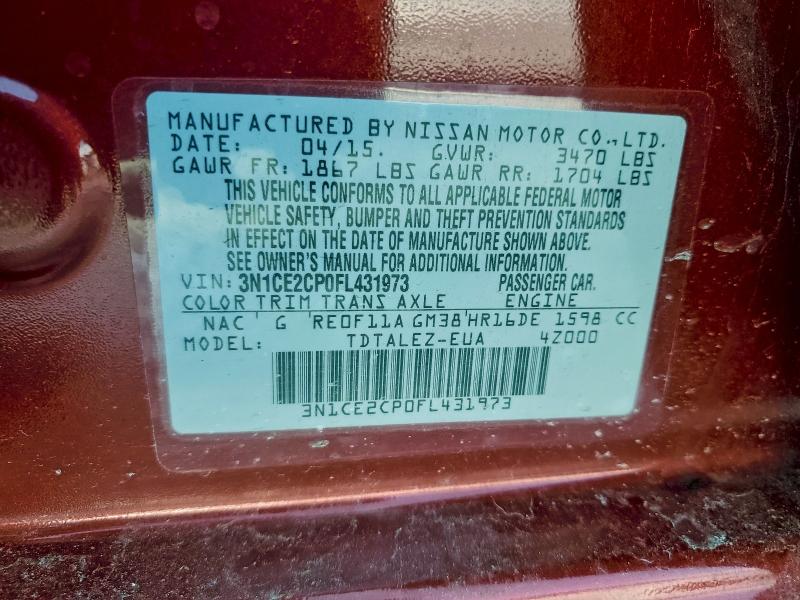 MANUFACTURED BY NISSAN MOTOR CO., LTD.
DATE: 04/15. GVWR: 3470 LBS
GAWR FR: 1867 LBS GAWR RR: 1704 LBS
THIS VEHICLE CONFORMS TO ALL APPLICABLE FEDERAL MOTOR
VEHICLE SAFETY, BUMPER AND THEFT PREVENTION STANDARDS
IN EFFECT ON THE DATE OF MANUFACTURE SHOWN ABOVE.
SEE OWNER'S MANUAL FOR ADDITIONAL INFORMATION.
VIN: 3N1CE2CP0FL431973 PASSENGER CAR.
COLOR TRIM TRANS AXLE ENGINE
NAC G RE0F11A GM38 HR16DE 1598 CC
MODEL: TDTALEZ-EUA 4Z000
3N1CE2CP0FL431973